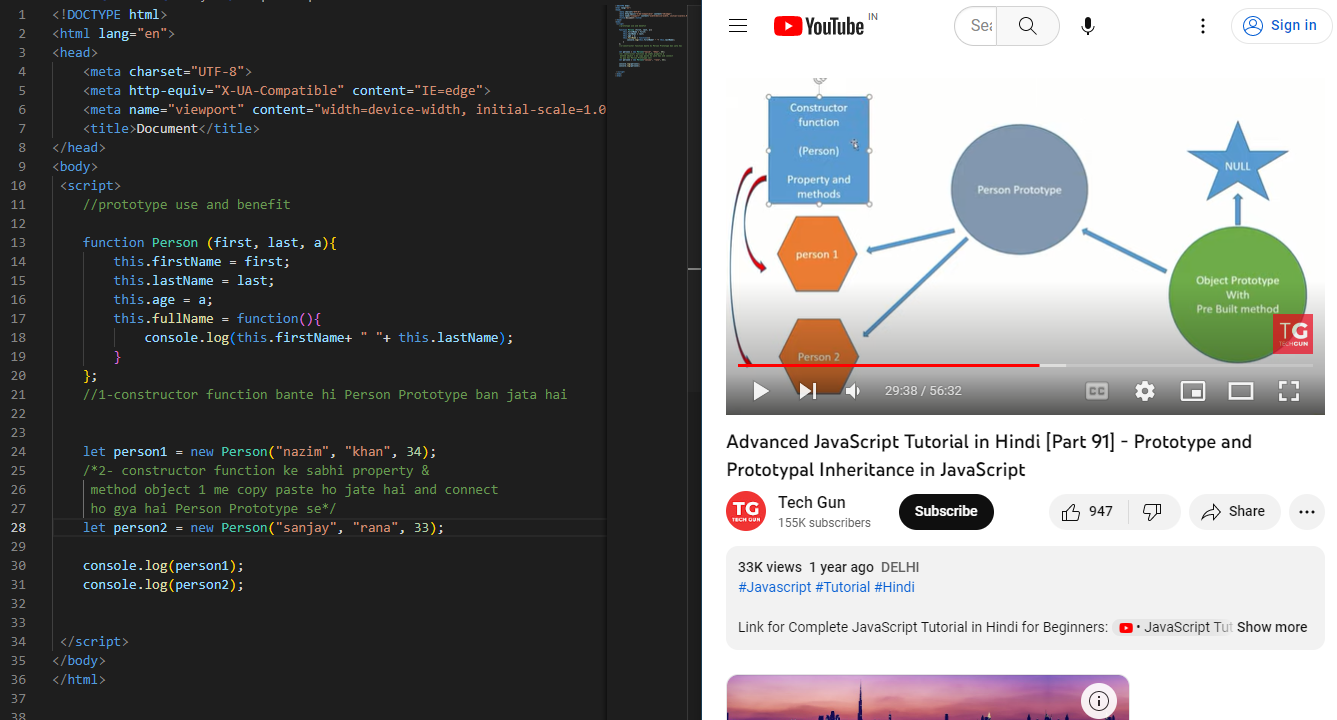 1 <!DOCTYPE html>
2 <html lang="en">
3 <head>
4 <meta charset="UTF-8">
5 <meta http-equiv="X-UA-Compatible" content="IE=edge">
6 <meta name="viewport" content="width=device-width, initial-scale=1.0
7 <title>Document</title>
8 </head>
9 <body>
10 <script>
11 //prototype use and benefit
12
13 function Person (first, last, a){
14 this.firstName = first;
15 this.lastName = last;
16 this.age = a;
17 this.fullName = function(){
18 console.log(this.firstName+ " "+ this.lastName);
19 }
20 };
21 //1-constructor function bante hi Person Prototype ban jata hai
22
23
24 let person1 = new Person("nazim", "khan", 34);
25 /*2- constructor function ke sabhi property &
26 method object 1 me copy paste ho jate hai and connect
27 ho gya hai Person Prototype se*/
28 let person2 = new Person("sanjay", "rana", 33);
29
30 console.log(person1);
31 console.log(person2);
32
33
34 </script>
35 </body>
36 </html>
37
38
YouTube IN
Sea
Sign in
Constructor
function
(Person)
Property and
methods
Person Prototype
NULL
person 1
Object Prototype
With
Pre Built method
Person 2
TG
TECH GUN
29:38 / 56:32
CC
Advanced JavaScript Tutorial in Hindi [Part 91] - Prototype and
Prototypal Inheritance in JavaScript
TG
TECH GUN
Tech Gun
155K subscribers
Subscribe
947
Share
33K views 1 year ago DELHI
#Javascript #Tutorial #Hindi
Link for Complete JavaScript Tutorial in Hindi for Beginners: • JavaScript Tut Show more